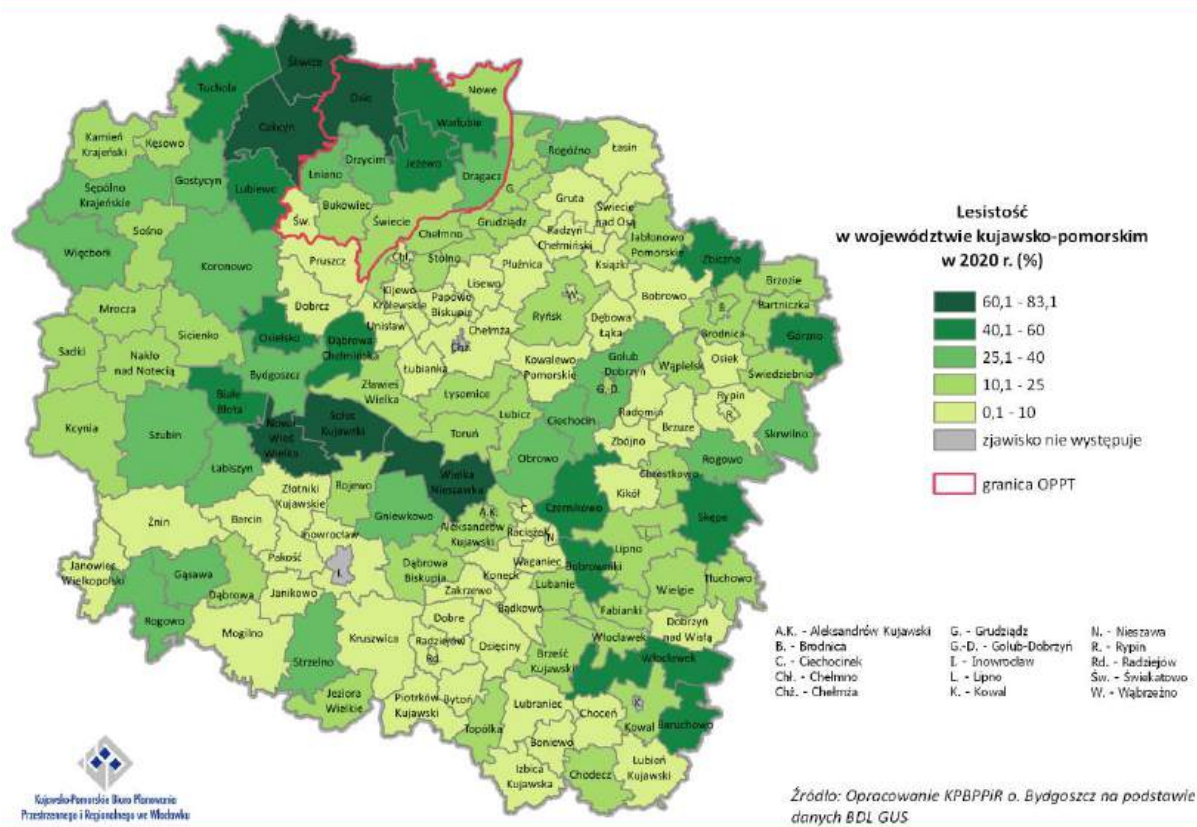 Śliwice
Tuchola
Osie
Nowe
Cekcyn
Warlubie
Kamień
Krajeński
Kęsowo
Rogóźno
Łasin
Drzycim
Jeżewo
Lniano
Dragacz
Gostycyn
Sępólno
Krajeńskie
Lubiewo
G.
Gruta
Bukowiec
Św.
Świecie
Grudziądz
Świecie
nad Osą
Sośno
Chełmno
Radzyń
Chełmiński
Jabłonowo
Pomorskie
Więcbork
Koronowo
Pruszcz
Chł.
Stolno
Płużnica
Książki
Zbiczno
Brzozie
Lisewo
Kijewo
Królewskie
Papowo
Biskupie
W.
Bobrowo
Bartniczka
Mrocza
Dobrcz
B.
Ryńsk
Dębowa
Łąka
Unisław
Chełmża
Sicienko
Osielsko
Dąbrowa
Chełmińska
Chż.
Brodnica
Górzno
Sadki
Nakło
nad Notecią
Kowalewo
Pomorskie
Golub
Dobrzyń
Wąpielsk
Osiek
Bydgoszcz
Łubianka
G.-D.
Świedziebnia
Zławieś
Wielka
Łysomice
Białe
Błota
Rypin
R.
Radomin
Kcynia
Lubicz
Ciechocin
Brzuze
Solec
Kujawski
Szubin
Nowa
Wieś
Wielka
Toruń
Skrwilno
Zbójno
Łabiszyn
Obrowo
Rogowo
Wielka
Nieszawka
Chrostkowo
Złotniki
Kujawskie
Rojewo
Kikół
Czernikowo
Gniewkowo
A.K.
C.
Skępe
Żnin
Barcin
Aleksandrów
Kujawski
Raciążek
N.
Inowrocław
L.
Pakość
Lipno
Waganiec
Janowiec
Wielkopolski
Gąsawa
I.
Dąbrowa
Biskupia
Bobrowniki
Koneck
Lubanie
Tłuchowo
Dąbrowa
Janikowo
Zakrzewo
Wielgie
Bądkowo
Fabianki
Rogowo
Dobre
Dobrzyń
nad Wisłą
Mogilno
Kruszwica
Radziejów
Rd.
Osięciny
Włocławek
Brześć
Kujawski
Włocławek
Strzelno
Jeziora
Wielkie
Piotrków
Kujawski
Bytoń
Lubraniec
Choceń
K.
Kowal
Baruchowo
Topólka
Boniewo
Izbica
Kujawska
Chodecz
Lubień
Kujawski
Lesistość
w województwie kujawsko-pomorskim
w 2020 r. (%)
60,1 - 83,1
40,1 - 60
25,1 - 40
10,1 - 25
0,1 - 10
zjawisko nie występuje
granica OPPT
A.K. - Aleksandrów Kujawski
B. - Brodnica
C. - Ciechocinek
Chł. - Chełmno
Chż. - Chełmża
G. - Grudziądz
G.-D. - Golub-Dobrzyń
I. - Inowrocław
L. - Lipno
K. - Kowal
N. - Nieszawa
R. - Rypin
Rd. - Radziejów
Św. - Świekatowo
W. - Wąbrzeźno
Kujawsko-Pomorskie Biuro Planowania
Przestrzennego i Regionalnego we Włocławku
Źródło: Opracowanie KPBPPiR o. Bydgoszcz na podstawie
danych BDL GUS